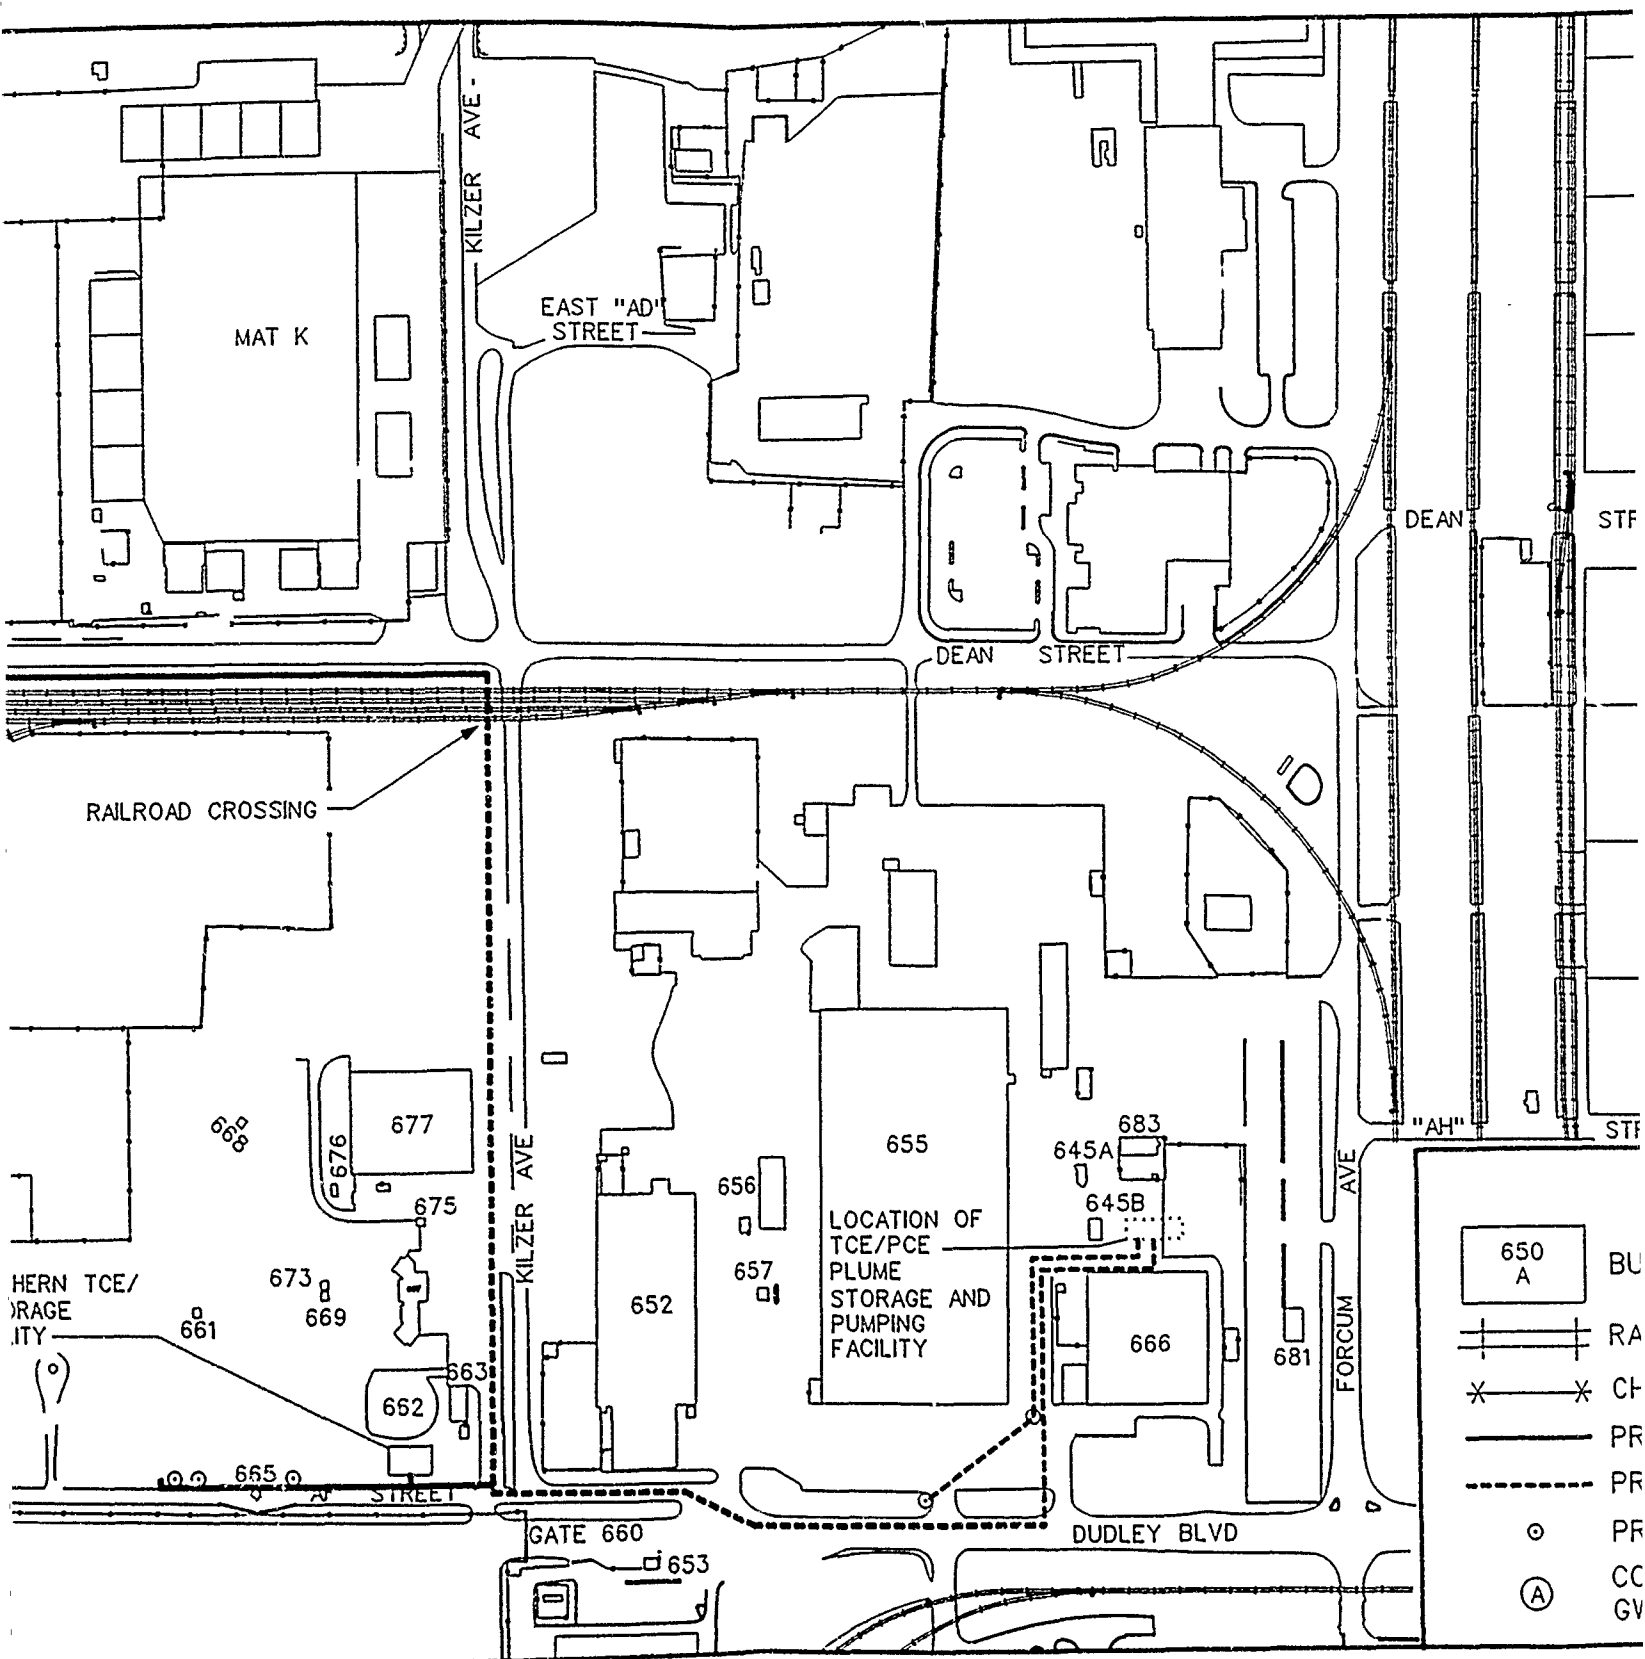 KILZER AVE
EAST "AD"
STREET
MAT K
DEAN
DEAN STREET
RAILROAD CROSSING
"AH"
683
668
676
677
655
645A
656
645B
675
AVE
KILZER AVE
LOCATION OF
TCE/PCE
PLUME
STORAGE AND
PUMPING
FACILITY
650
A
BU
HERN TCE/
ORAGE
ITY
673
669
657
652
661
666
681
FORCUM
RA
663
662
CH
PR
665
STREET
PR
GATE 660
DUDLEY BLVD
PR
653
A
CO
GW